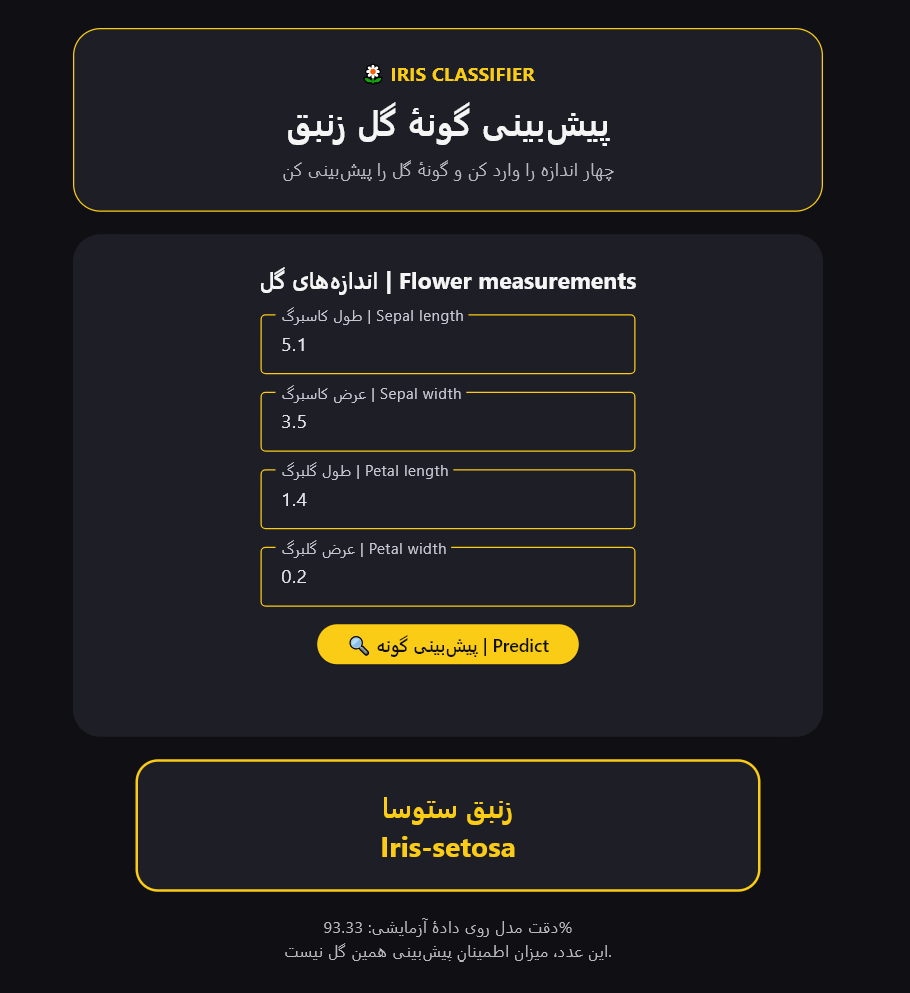 IRIS CLASSIFIER
پیش‌بینی گونهٔ گل زنبق
چهار اندازه را وارد کن و گونهٔ گل را پیش‌بینی کن
اندازه‌های گل | Flower measurements
طول کاسبرگ | Sepal length
5.1
عرض کاسبرگ | Sepal width
3.5
طول گلبرگ | Petal length
1.4
عرض گلبرگ | Petal width
0.2
پیش‌بینی گونه | Predict
زنبق ستوسا
Iris-setosa
دقت مدل روی دادهٔ آزمایشی: 93.33%
این عدد، میزان اطمینانِ پیش‌بینی همین گل نیست.